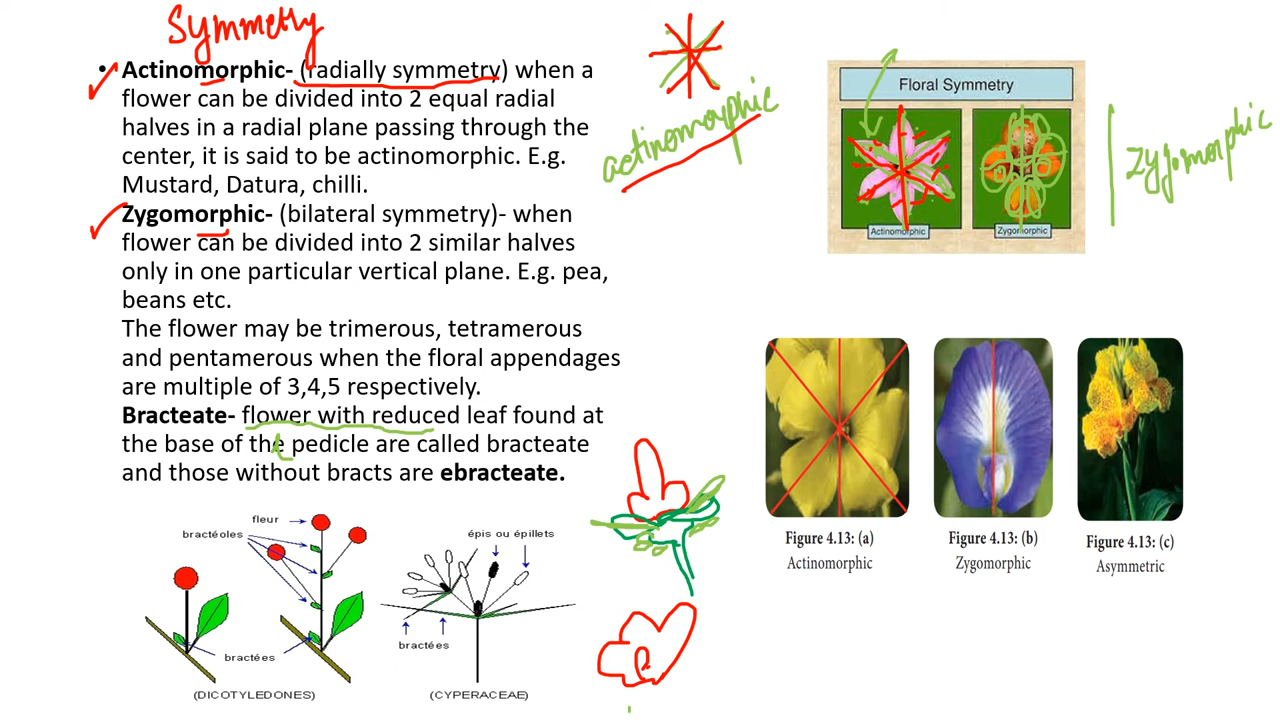 Symmetry
• Actinomorphic- (radially symmetry) when a
flower can be divided into 2 equal radial
halves in a radial plane passing through the
center, it is said to be actinomorphic. E.g.
Mustard, Datura, chilli.
Zygomorphic- (bilateral symmetry)- when
flower can be divided into 2 similar halves
only in one particular vertical plane. E.g. pea,
beans etc.
The flower may be trimerous, tetramerous
and pentamerous when the floral appendages
are multiple of 3,4,5 respectively.
Bracteate- flower with reduced leaf found at
the base of the pedicle are called bracteate
and those without bracts are ebracteate.
actinomorphic
Floral Symmetry
Actinomorphic
Zygomorphic
Zygomorphic
Figure 4.13: (a)
Actinomorphic
Figure 4.13: (b)
Zygomorphic
Figure 4.13: (c)
Asymmetric
fleur
bractéoles
bractées
(DICOTYLEDONES)
épis ou épillets
bractées
(CYPERACEAE)